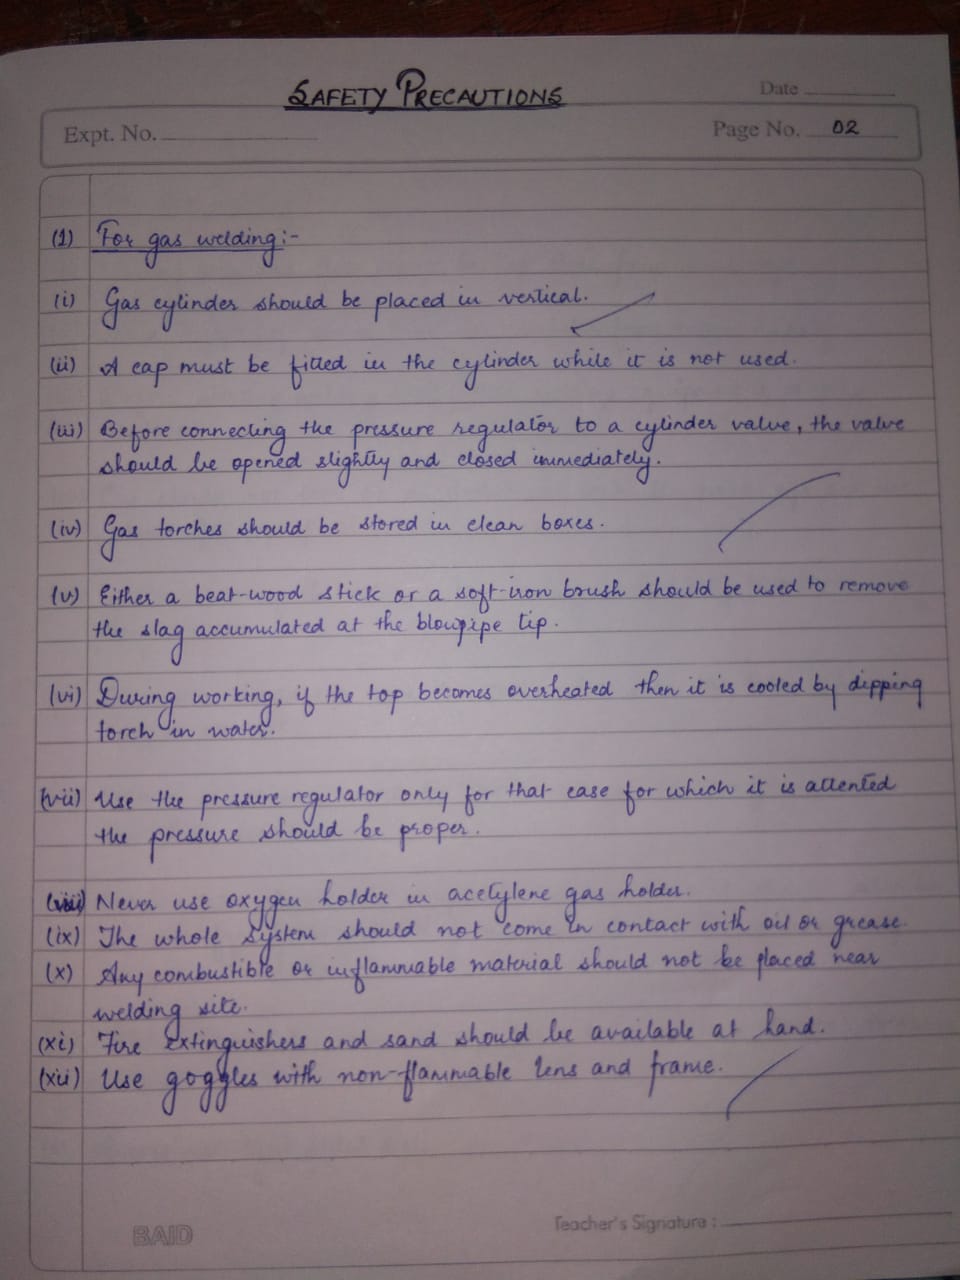 SAFETY PRECAUTIONS
Date
Expt. No.
Page No. 02
(1) For gas welding:-
(i) Gas cylinder should be placed in vertical.
(ii) A cap must be fitted in the cylinder while it is not used.
(iii) Before connecting the pressure regulator to a cylinder valve, the valve
should be opened slightly and closed immediately.
(iv) Gas torches should be stored in clean boxes.
(v) Either a beat-wood stick or a soft-iron brush should be used to remove
the slag accumulated at the blowpipe tip.
(vi) During working, if the top becomes overheated then it is cooled by dipping
torch in water.
(vii) Use the pressure regulator only for that case for which it is attented
the pressure should be proper.
(viii) Never use oxygen holder in acetylene gas holder.
(ix) The whole system should not come in contact with oil or grease.
(x) Any combustible or inflammable material should not be placed near
welding site.
(xi) Fire extinguishers and sand should be available at hand.
(xii) Use goggles with non-flammable lens and frame.
BAID
Teacher's Signature :